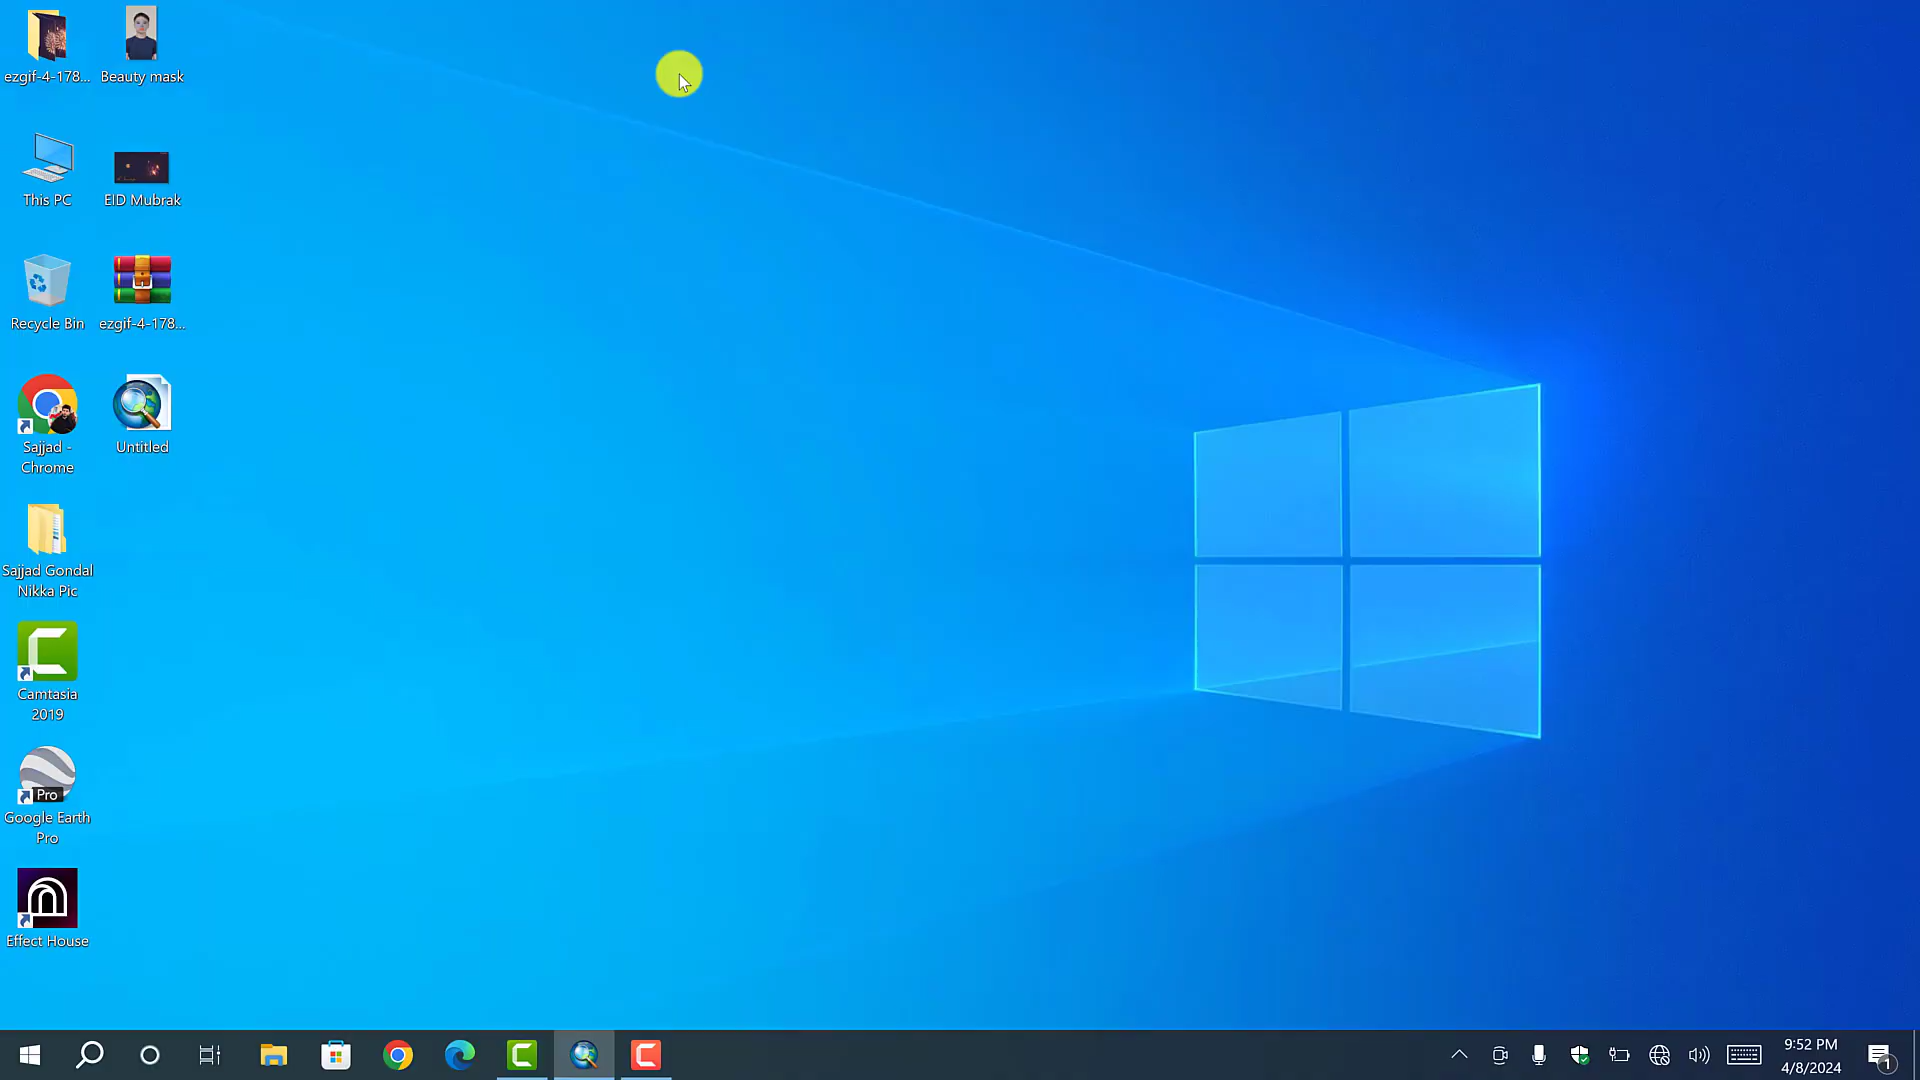 ezgif-4-178...
Beauty mask
This PC
EID Mubrak
Recycle Bin
ezgif-4-178...
Sajjad -
Chrome
Untitled
Sajjad Gondal
Nikka Pic
Camtasia
2019
Pro
Google Earth
Pro
Effect House
9:52 PM
4/8/2024
1